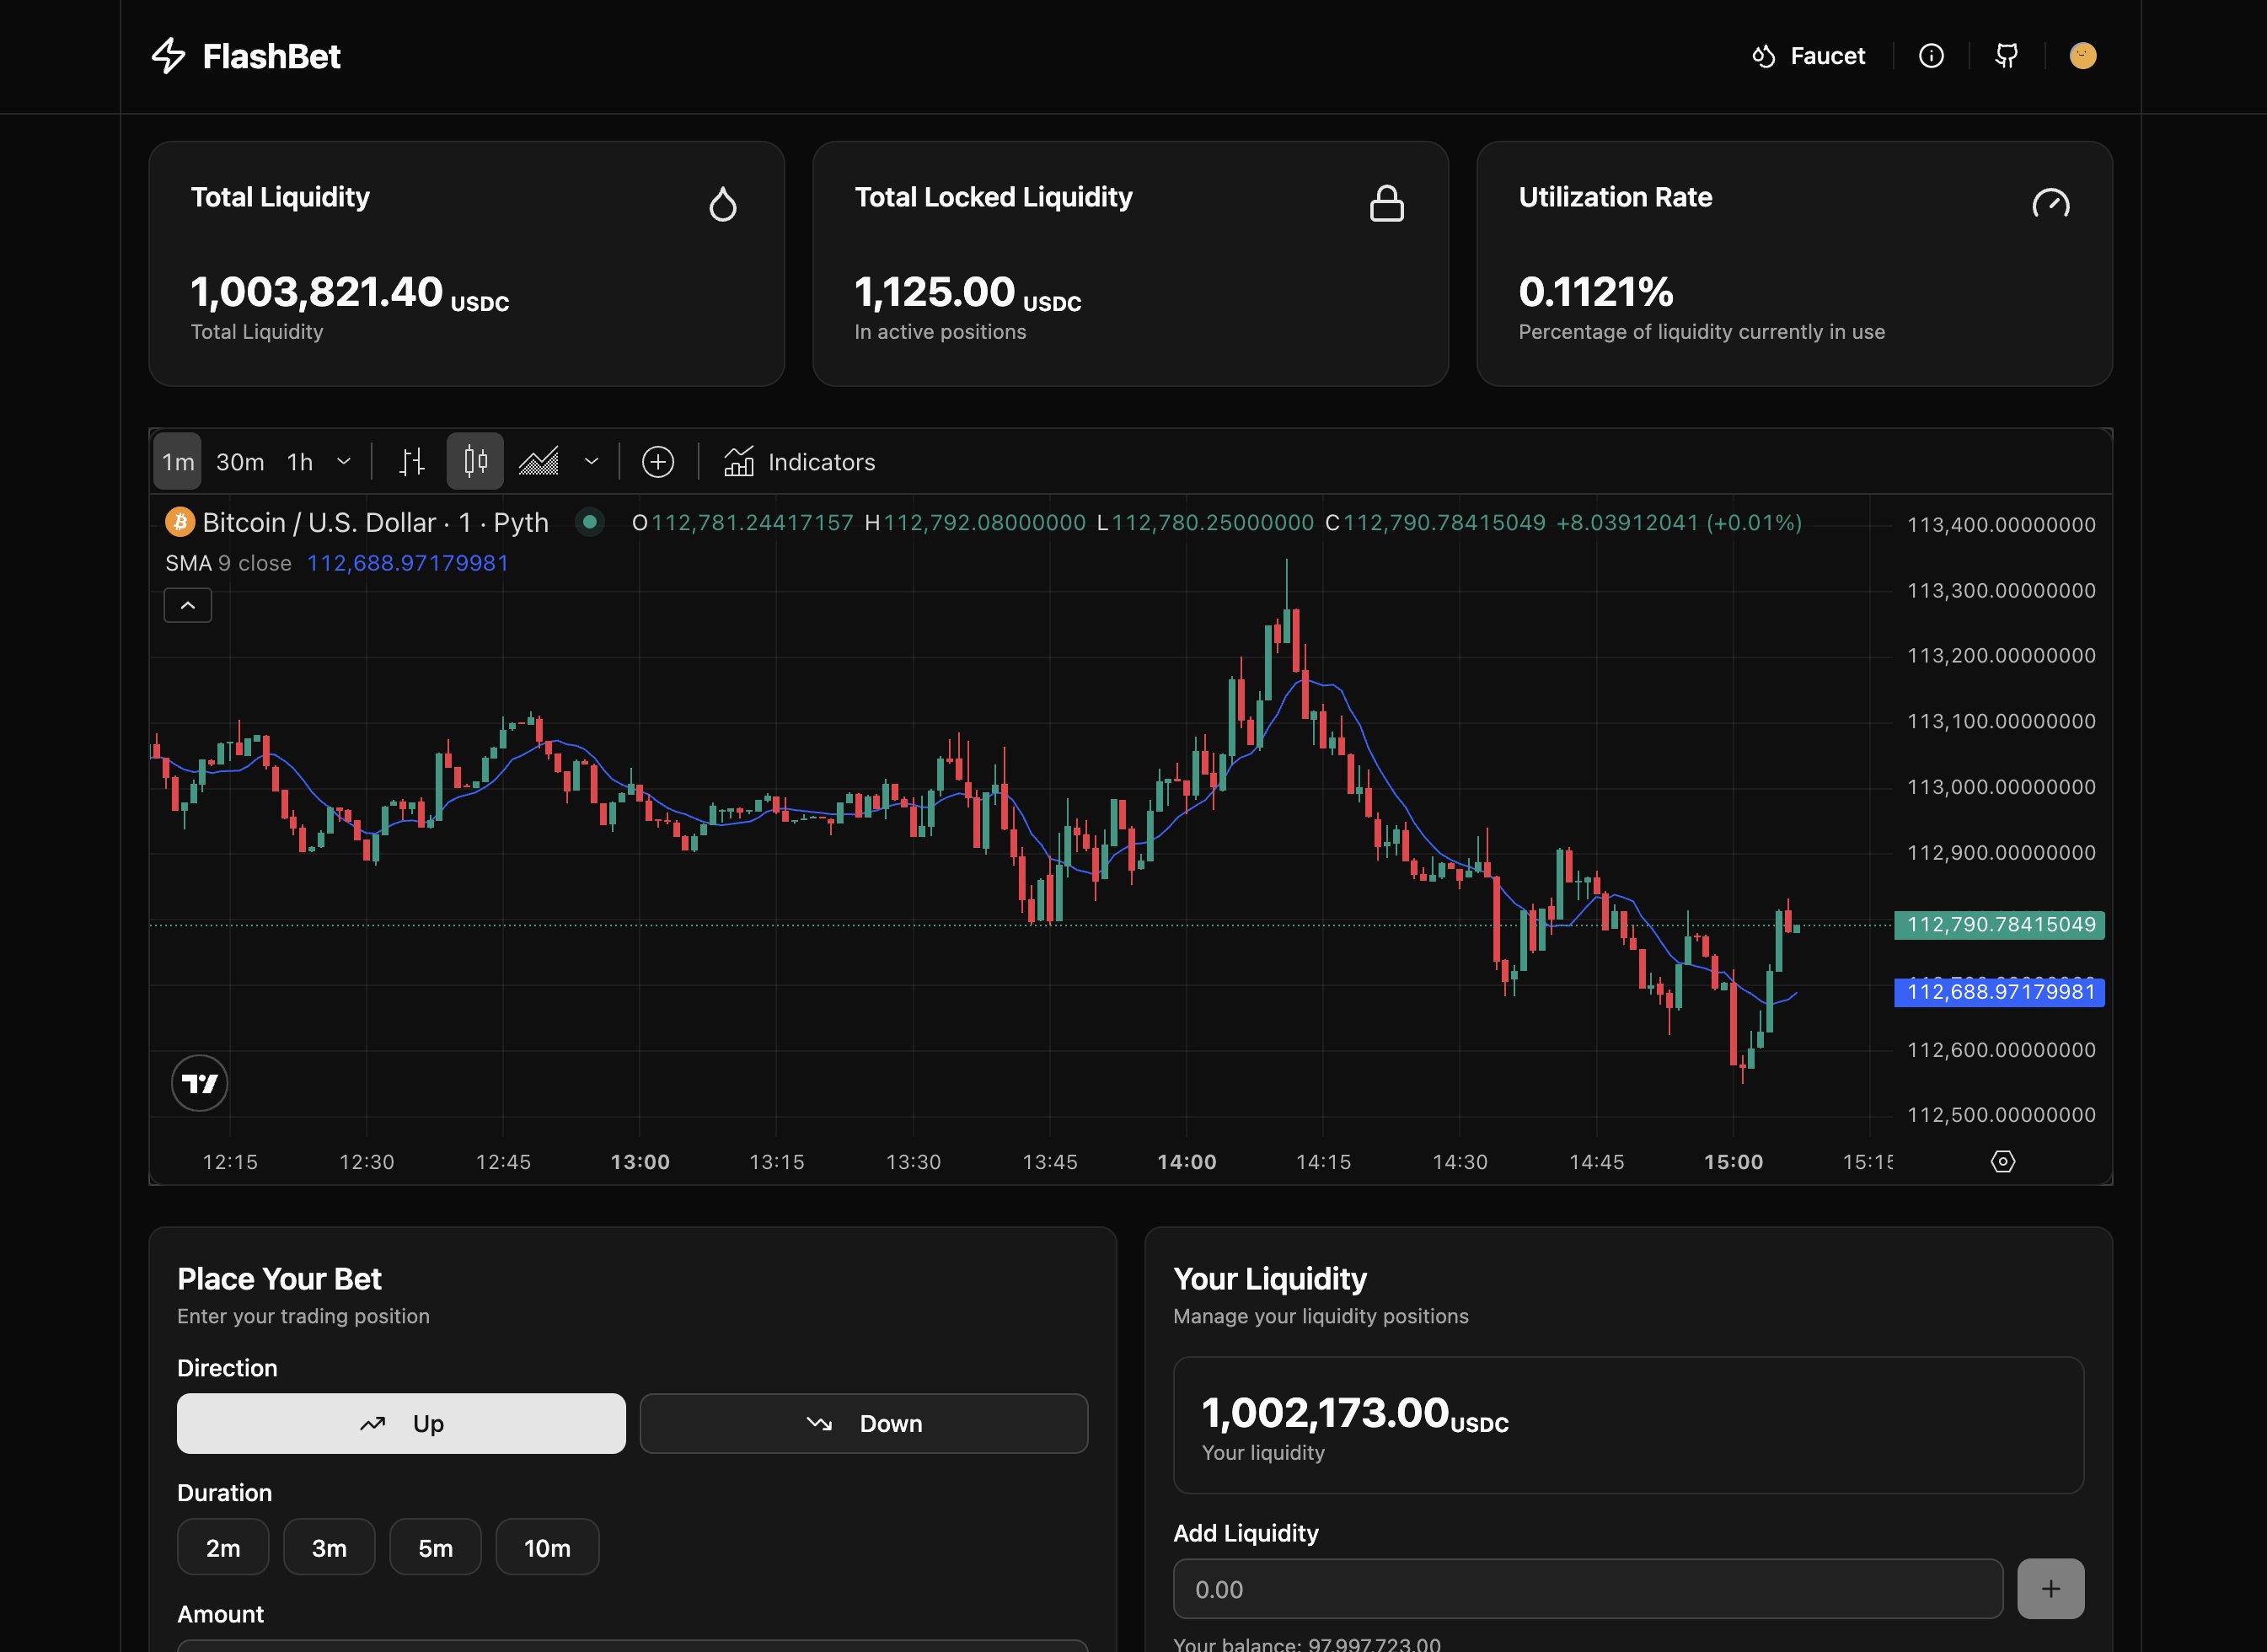 FlashBet
Faucet
Total Liquidity
1,003,821.40 USDC
Total Liquidity
Total Locked Liquidity
1,125.00 USDC
In active positions
Utilization Rate
0.1121%
Percentage of liquidity currently in use
1m 30m 1h Indicators
Bitcoin / U.S. Dollar · 1 · Pyth O112,781.24417157 H112,792.08000000 L112,780.25000000 C112,790.78415049 +8.03912041 (+0.01%)
SMA 9 close 112,688.97179981
113,400.00000000
113,300.00000000
113,200.00000000
113,100.00000000
113,000.00000000
112,900.00000000
112,790.78415049
112,688.97179981
112,600.00000000
112,500.00000000
12:15 12:30 12:45 13:00 13:15 13:30 13:45 14:00 14:15 14:30 14:45 15:00 15:15
Place Your Bet
Enter your trading position
Direction
Up Down
Duration
2m 3m 5m 10m
Amount
Your Liquidity
Manage your liquidity positions
1,002,173.00 USDC
Your liquidity
Add Liquidity
0.00
Your balance: 97,997,723.00